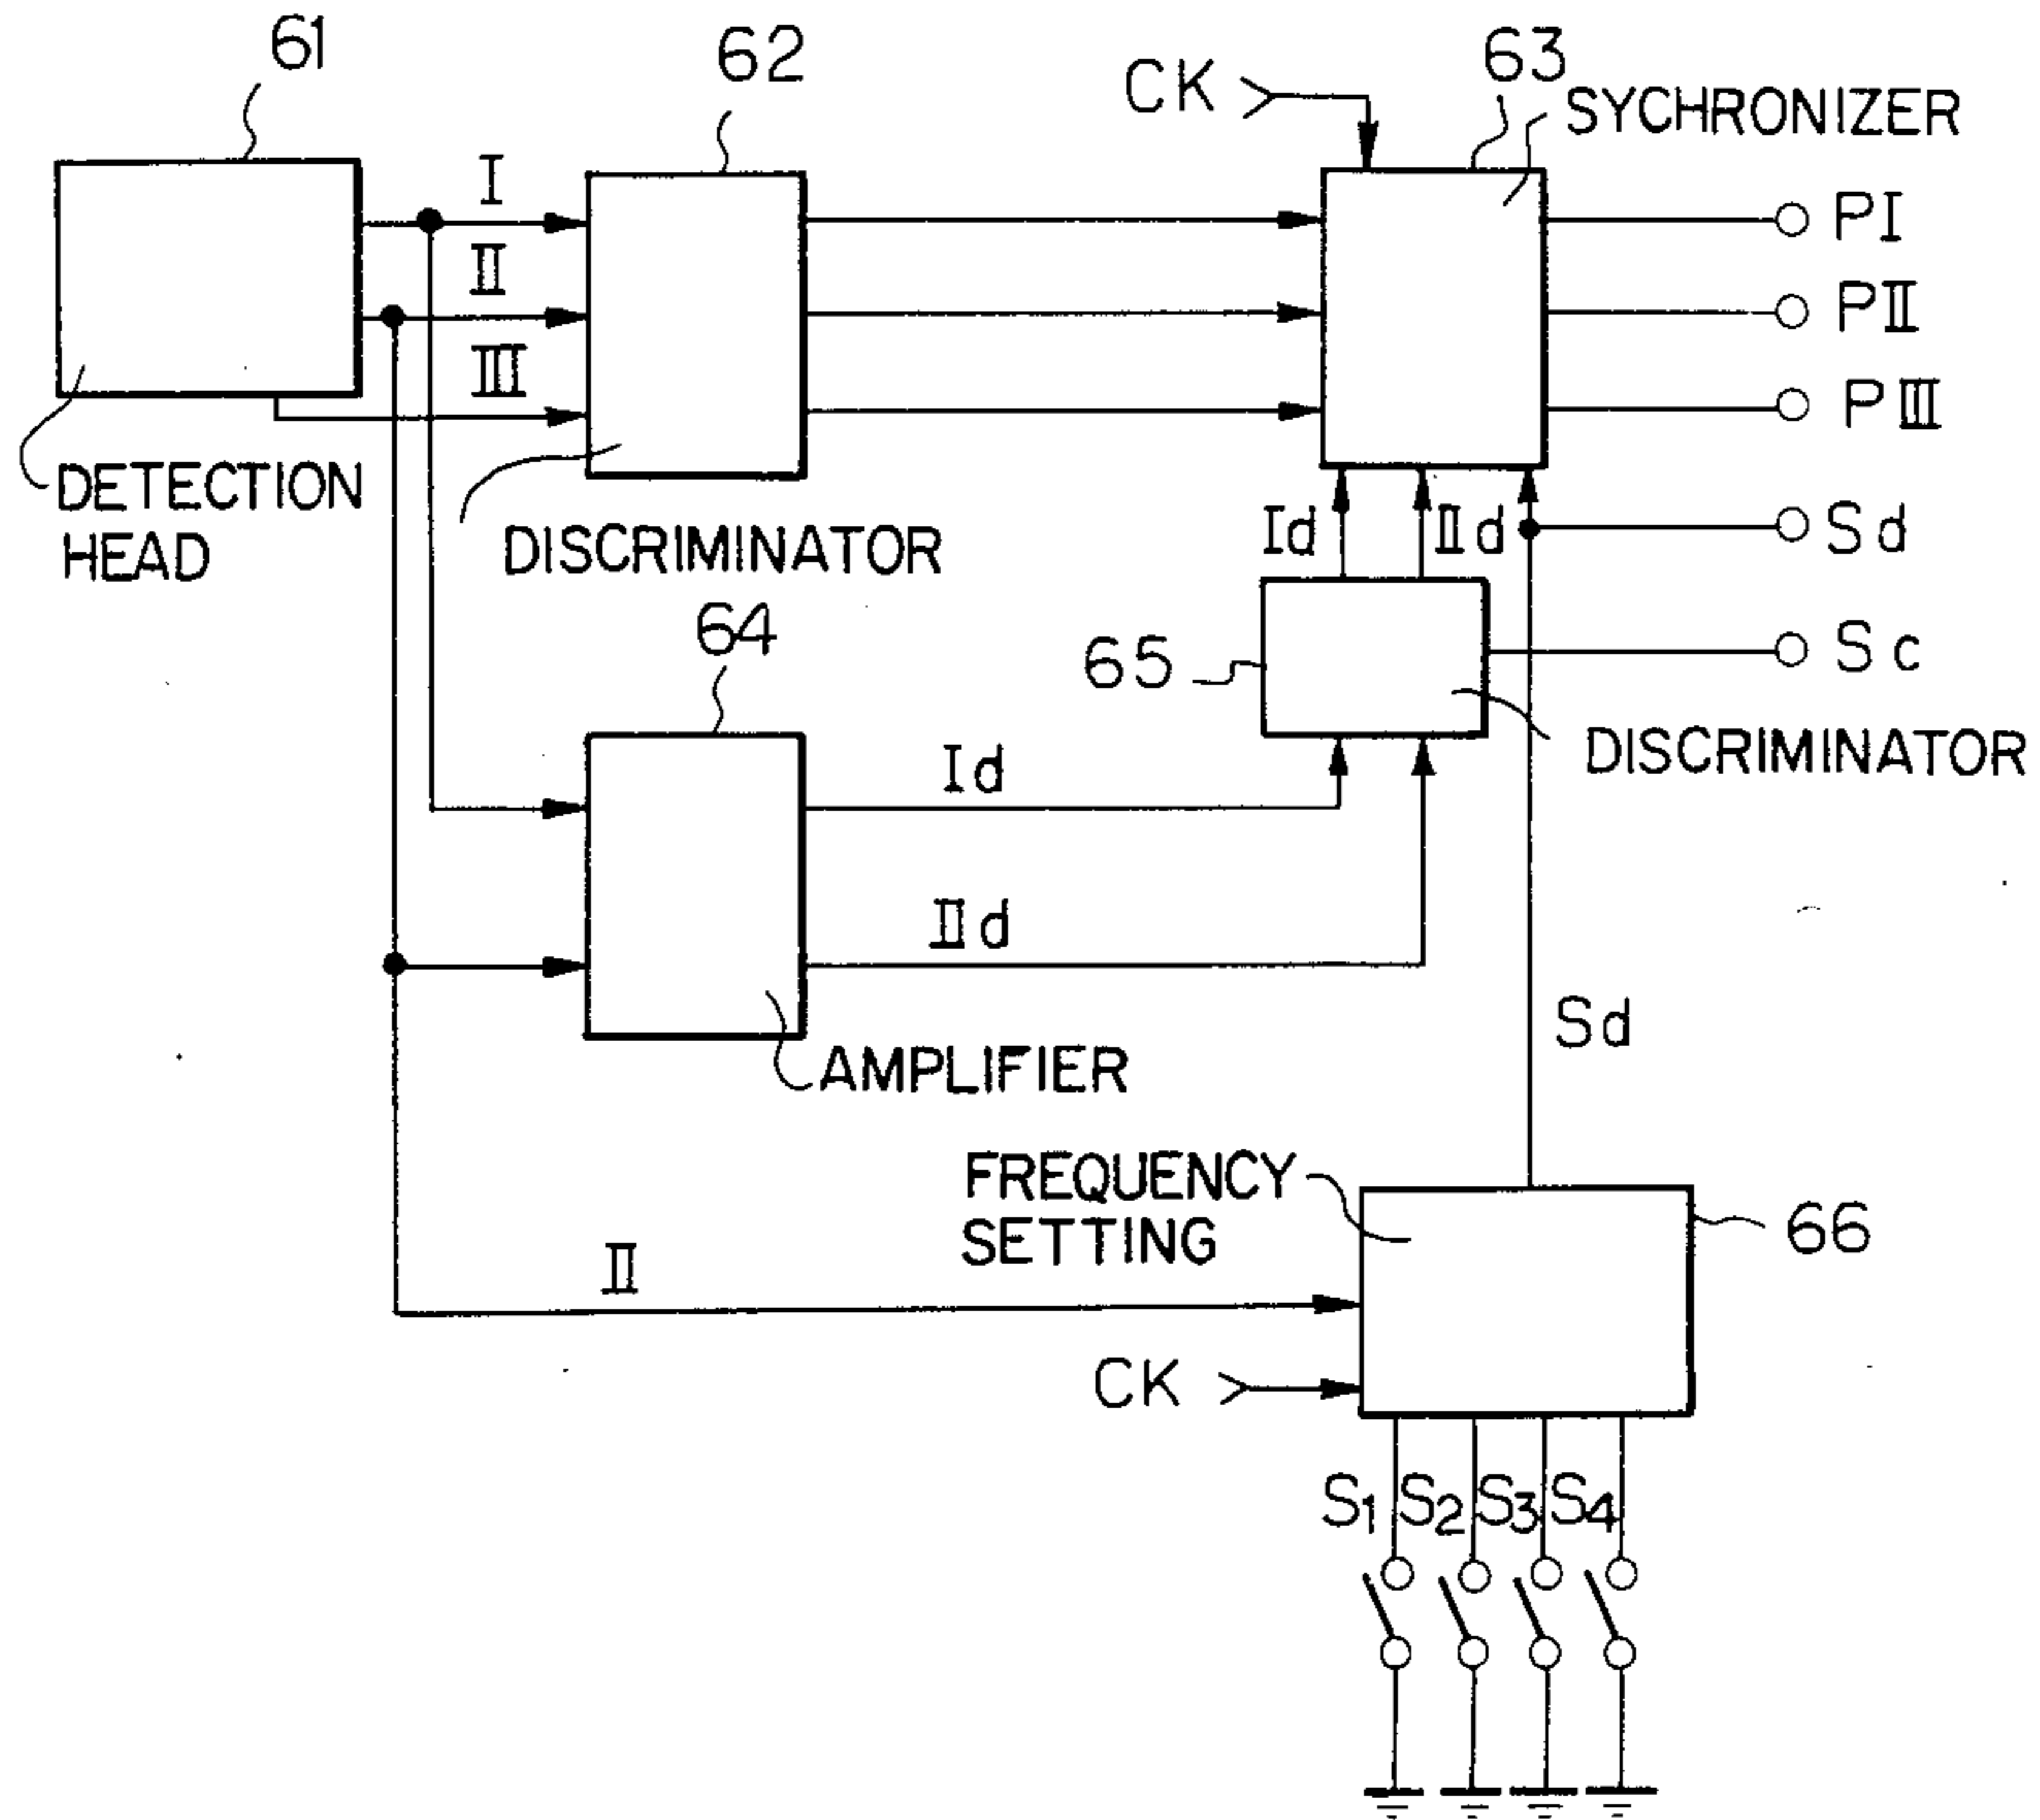 61
62
CK
63
SYCHRONIZER
I
II
III
PI
PII
PIII
DETECTION
HEAD
DISCRIMINATOR
Id
IId
Sd
64
65
Sc
DISCRIMINATOR
Id
IId
AMPLIFIER
Sd
FREQUENCY
SETTING
66
II
CK
S1
S2
S3
S4